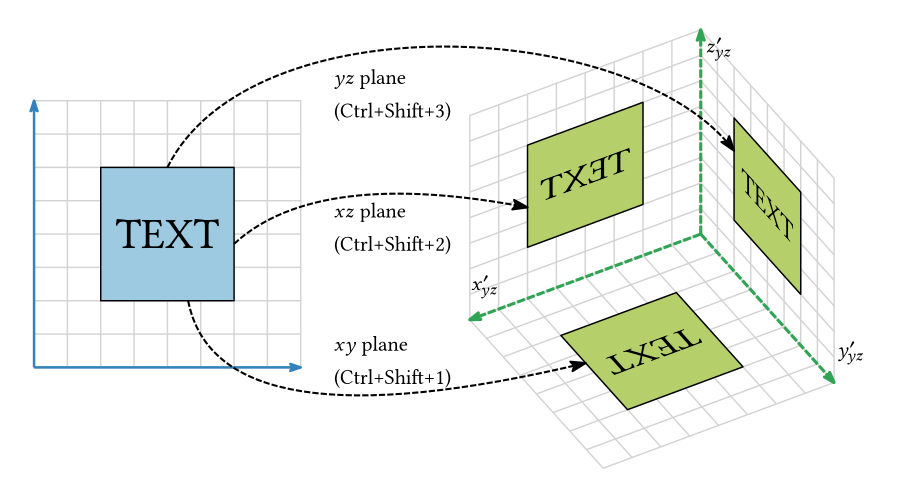 yz plane
(Ctrl+Shift+3)
TEXT
xz plane
(Ctrl+Shift+2)
xy plane
(Ctrl+Shift+1)
z′yz
TEXT
TEXT
x′yz
TEXT
y′yz